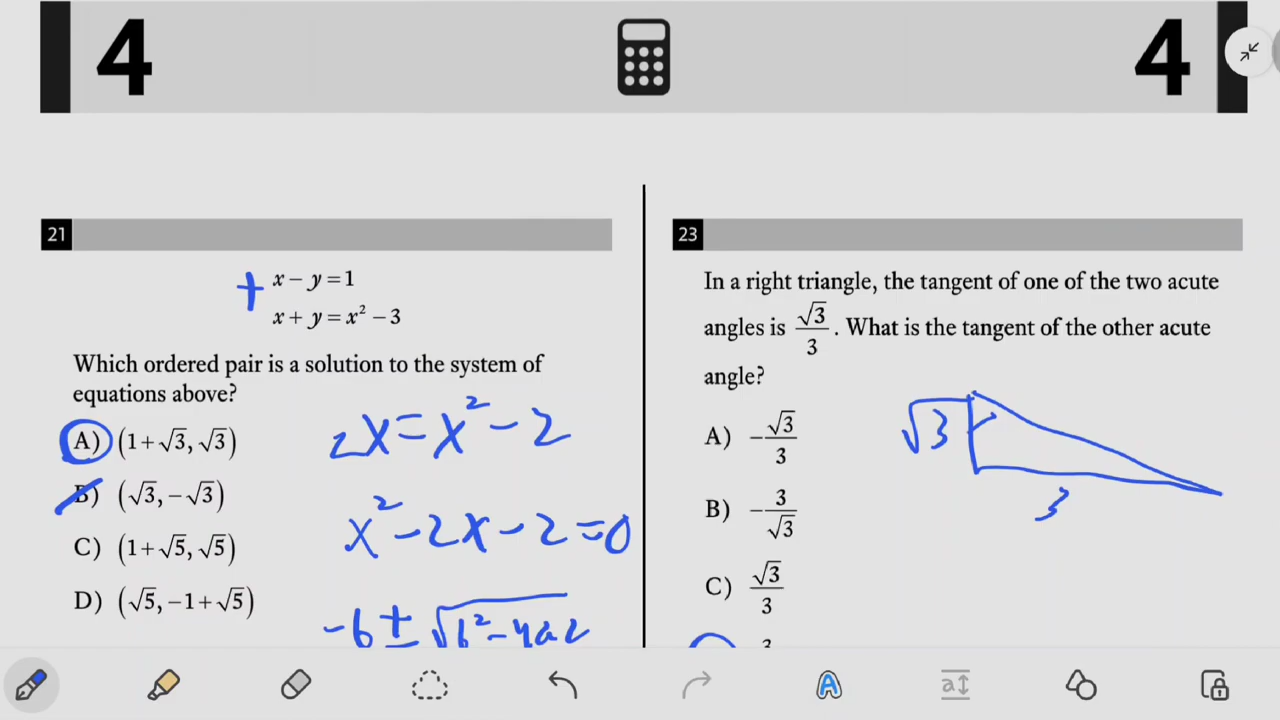 4
4
21
+ x − y = 1
x + y = x² − 3
Which ordered pair is a solution to the system of
equations above?
A) (1 + √3, √3)
B) (√3, −√3)
C) (1 + √5, √5)
D) (√5, −1 + √5)
2x = x² − 2
x² − 2x − 2 = 0
−b ± √b² − 4ac
23
In a right triangle, the tangent of one of the two acute
angles is √3/3. What is the tangent of the other acute
angle?
A) −√3/3
B) −3/√3
C) √3/3
3
√3
3
A
a